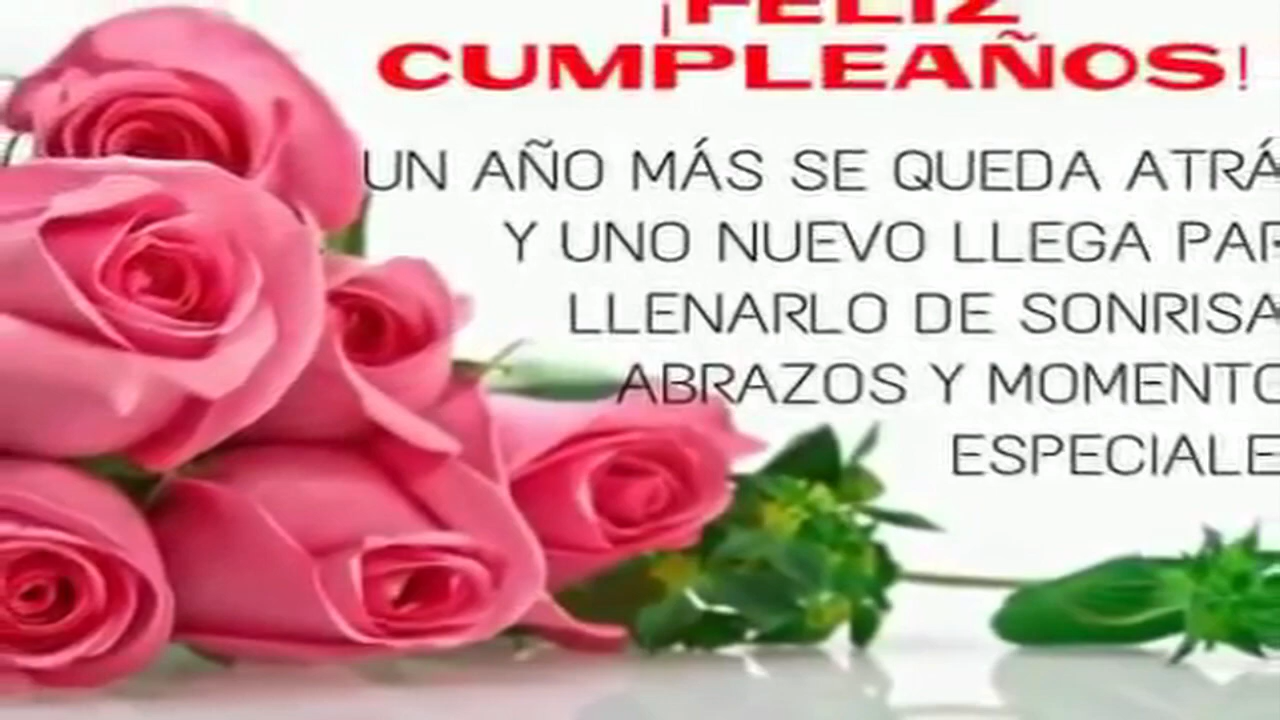 ¡FELIZ
CUMPLEAÑOS!
UN AÑO MÁS SE QUEDA ATRÁ
Y UNO NUEVO LLEGA PAR
LLENARLO DE SONRISA
ABRAZOS Y MOMENTO
ESPECIALE